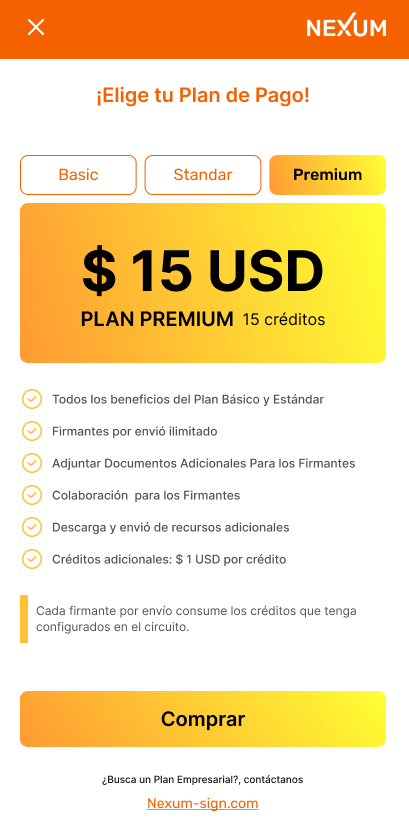 NEXUM
¡Elige tu Plan de Pago!
Basic
Standar
Premium
$ 15 USD
PLAN PREMIUM 15 créditos
Todos los beneficios del Plan Básico y Estándar
Firmantes por envió ilimitado
Adjuntar Documentos Adicionales Para los Firmantes
Colaboración  para los Firmantes
Descarga y envió de recursos adicionales
Créditos adicionales: $ 1 USD por crédito
Cada firmante por envío consume los créditos que tenga
configurados en el circuito.
Comprar
¿Busca un Plan Empresarial?, contáctanos
Nexum-sign.com